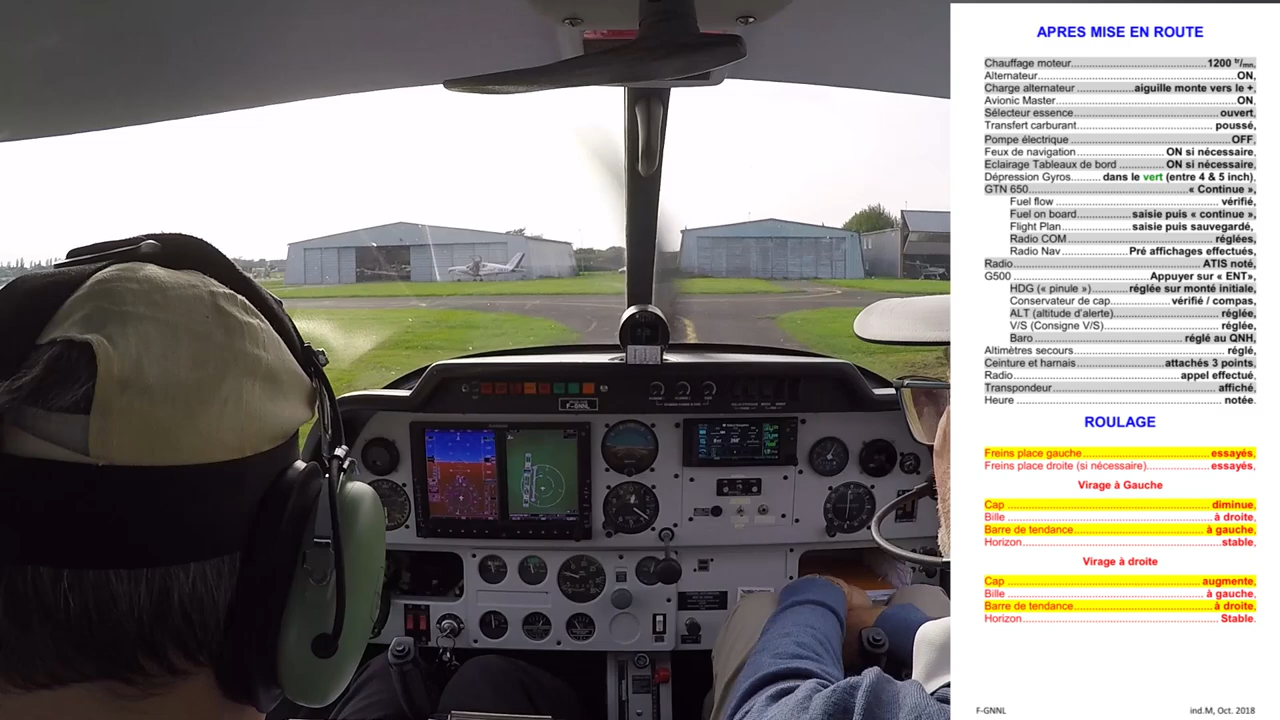 APRES MISE EN ROUTE
Chauffage moteur....................................1200 tr/mn,
Alternateur.....................................................ON,
Charge alternateur ................aiguille monte vers le +,
Avionic Master................................................ON,
Sélecteur essence......................................ouvert,
Transfert carburant......................................poussé,
Pompe électrique ..........................................OFF,
Feux de navigation ........................ON si nécessaire,
Eclairage Tableaux de bord ............ON si nécessaire,
Dépression Gyros........ dans le vert (entre 4 & 5 inch),
GTN 650..........................................« Continue »,
Fuel flow ............................................ vérifié,
Fuel on board................saisie puis « continue »,
Flight Plan .......................saisie puis sauvegardé,
Radio COM ..........................................réglées,
Radio Nav......................Pré affichages effectués,
Radio................................................ATIS noté,
G500 ....................................Appuyer sur « ENT»,
HDG (« pinule »)..........réglée sur monté initiale,
Conservateur de cap...............vérifié / compas,
ALT (altitude d'alerte)..............................réglée,
V/S (Consigne V/S)................................réglée,
Baro ...........................................réglé au QNH,
Altimètres secours..........................................réglé,
Ceinture et harnais.........................attachés 3 points,
Radio..................................................appel effectué,
Transpondeur..............................................affiché,
Heure ............................................................notée.
ROULAGE
Freins place gauche ....................................essayés,
Freins place droite (si nécessaire)..................essayés,
Virage à Gauche
Cap ..........................................................diminue,
Bille ..........................................................à droite,
Barre de tendance.....................................à gauche,
Horizon........................................................stable,
Virage à droite
Cap ........................................................augmente,
Bille .........................................................à gauche,
Barre de tendance......................................à droite,
Horizon .......................................................Stable.
F-GNNL
F-GNNL
ind.M, Oct. 2018